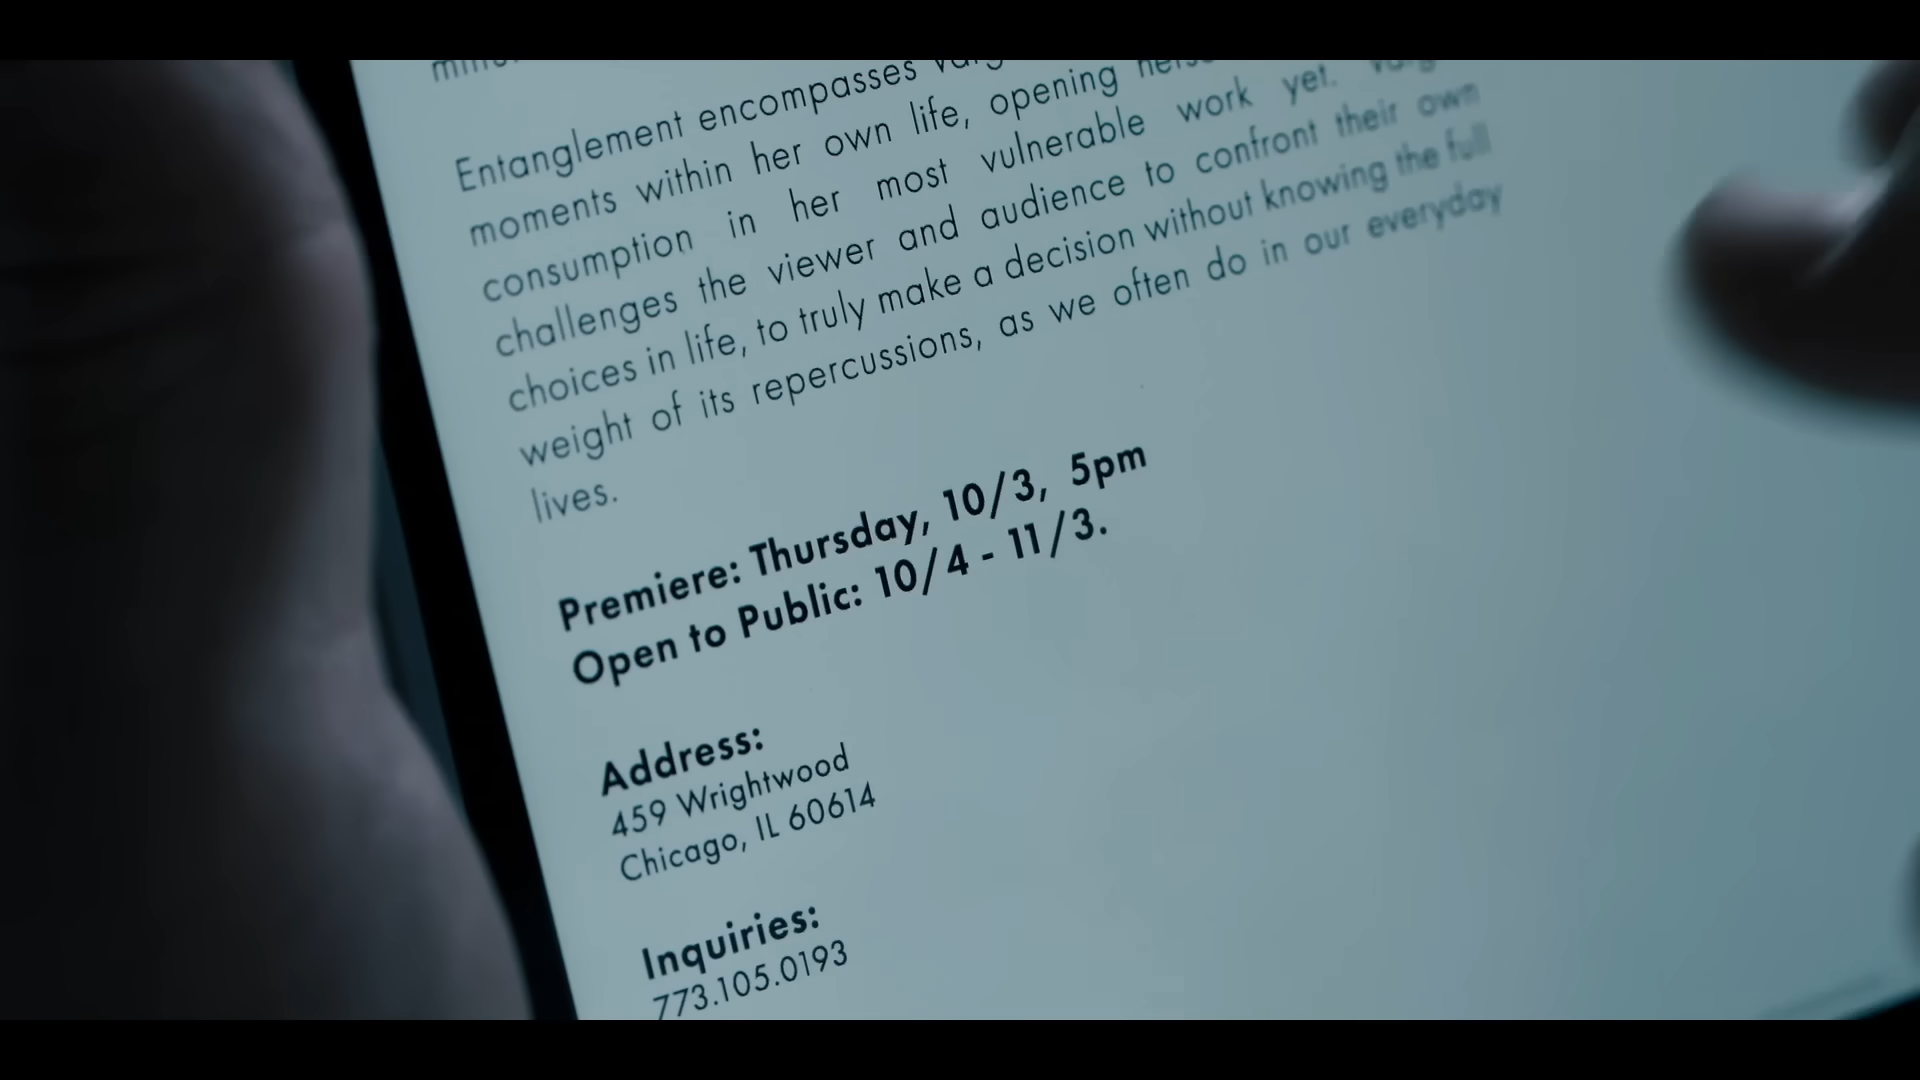 Entanglement encompasses
moments within her own life, opening
consumption in her most vulnerable work yet.
challenges the viewer and audience to confront their own
choices in life, to truly make a decision without knowing the full
weight of its repercussions, as we often do in our everyday
lives.
Premiere: Thursday, 10/3, 5pm
Open to Public: 10/4 - 11/3.
Address:
459 Wrightwood
Chicago, IL 60614
Inquiries:
773.105.0193